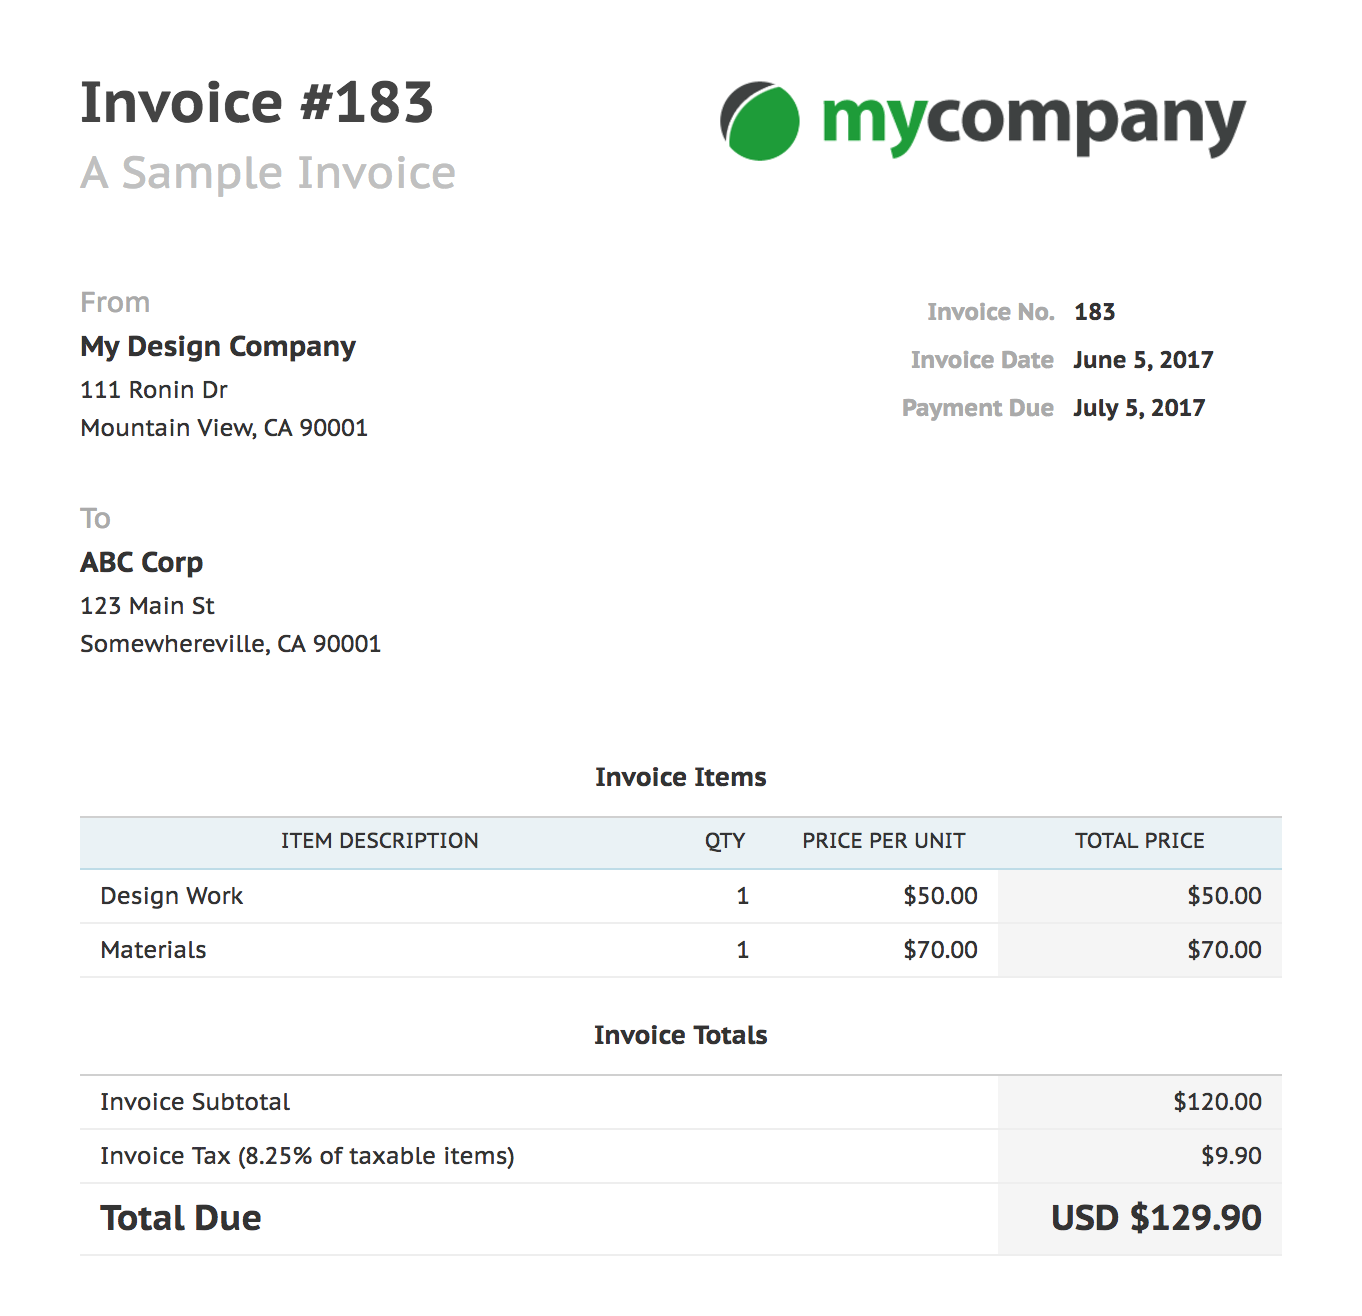 Invoice #183
A Sample Invoice
mycompany
From
My Design Company
111 Ronin Dr
Mountain View, CA 90001
Invoice No. 183
Invoice Date June 5, 2017
Payment Due July 5, 2017
To
ABC Corp
123 Main St
Somewhereville, CA 90001
Invoice Items
ITEM DESCRIPTION QTY PRICE PER UNIT TOTAL PRICE
Design Work 1 $50.00 $50.00
Materials 1 $70.00 $70.00
Invoice Totals
Invoice Subtotal $120.00
Invoice Tax (8.25% of taxable items) $9.90
Total Due USD $129.90